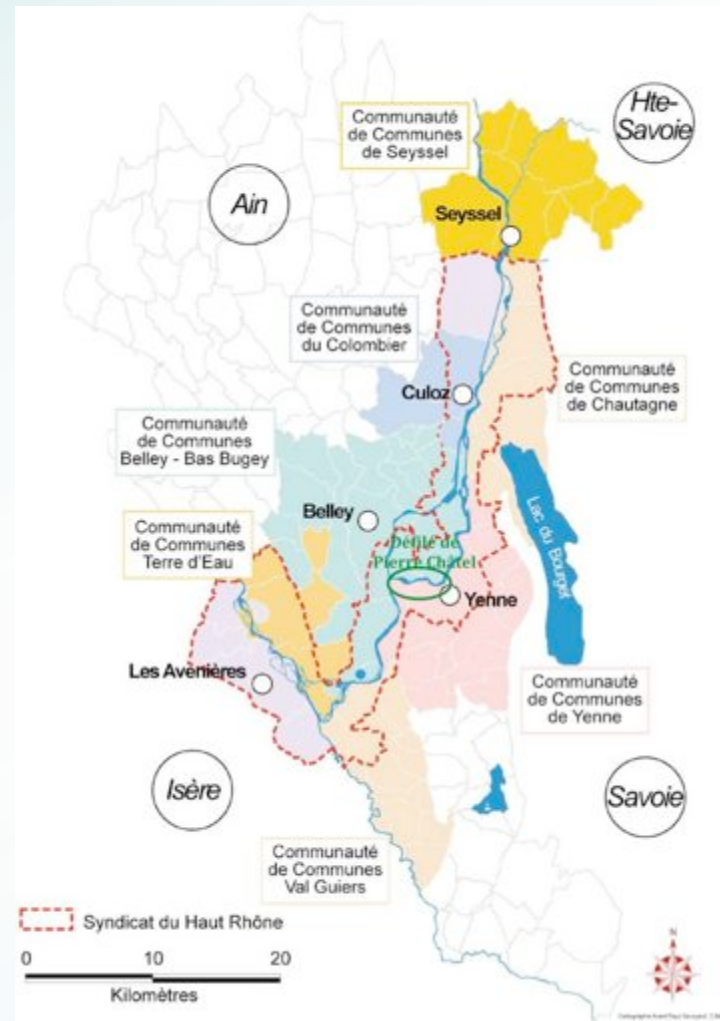 Hte-
Savoie
Communauté
de Communes
de Seyssel
Ain
Seyssel
Communauté
de Communes
du Colombier
Communauté
de Communes
de Chautagne
Culoz
Communauté
de Communes
Belley - Bas Bugey
Lac du Bourget
Belley
Communauté
de Communes
Terre d'Eau
Défilé de
Pierre Châtel
Yenne
Les Avenières
Communauté
de Communes
de Yenne
Isère
Savoie
Communauté
de Communes
Val Guiers
Syndicat du Haut Rhône
0 10 20
Kilomètres
N